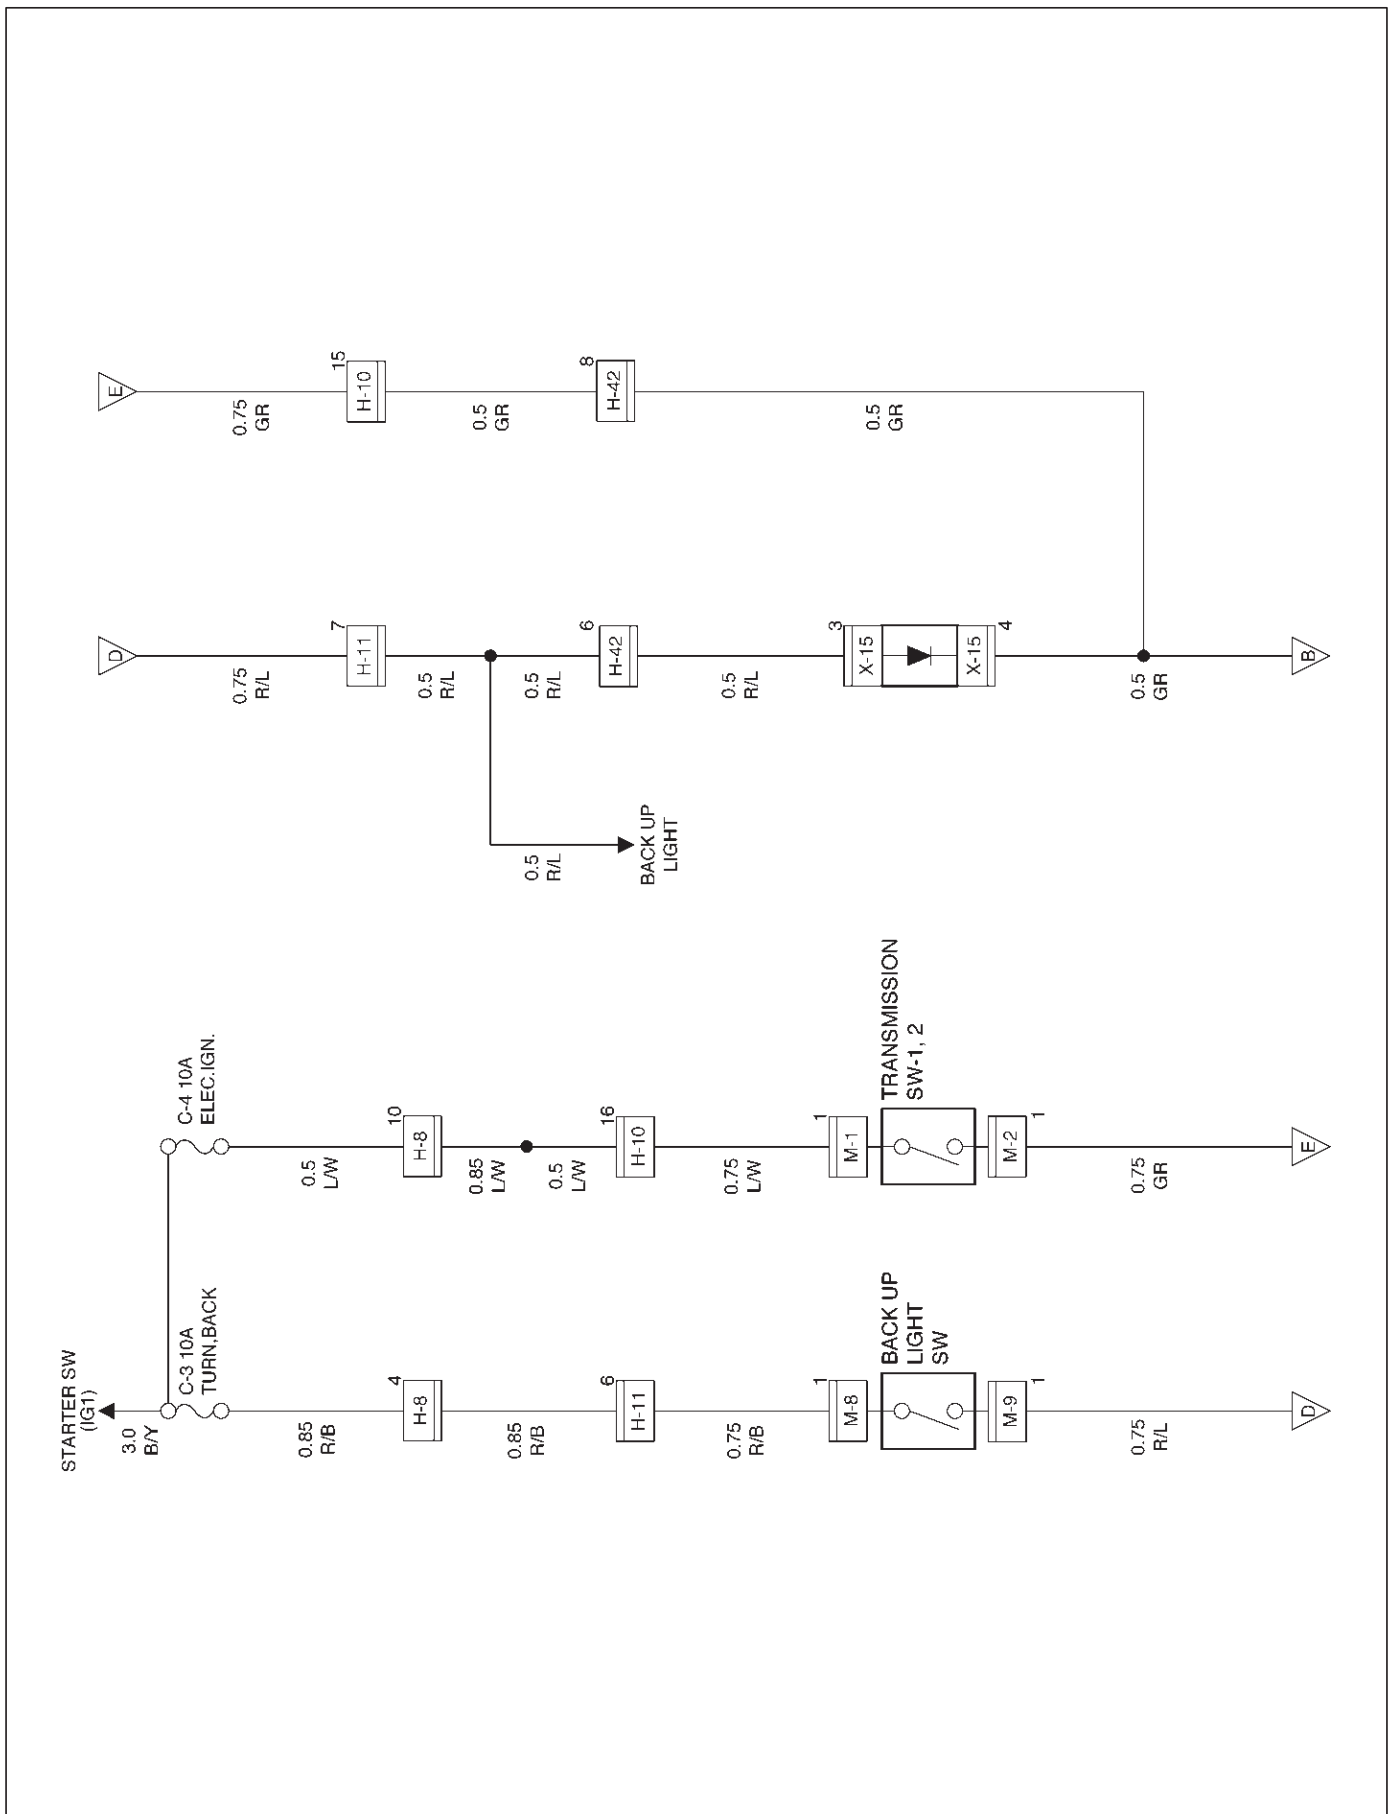 STARTER SW
(IG1)
3.0
B/Y
C-3 10A
TURN,BACK
0.85
R/B
4
H-8
0.85
R/B
6
H-11
0.75
R/B
1
M-8
BACK UP
LIGHT
SW
M-9
1
0.75
R/L
D
C-4 10A
ELEC.IGN.
0.5
L/W
10
H-8
0.85
L/W
0.5
L/W
16
H-10
0.75
L/W
1
M-1
TRANSMISSION
SW-1, 2
M-2
1
0.75
GR
E
D
0.75
R/L
7
H-11
0.5
R/L
0.5
R/L
BACK UP
LIGHT
0.5
R/L
6
H-42
0.5
R/L
3
X-15
X-15
4
0.5
GR
B
E
0.75
GR
15
H-10
0.5
GR
8
H-42
0.5
GR